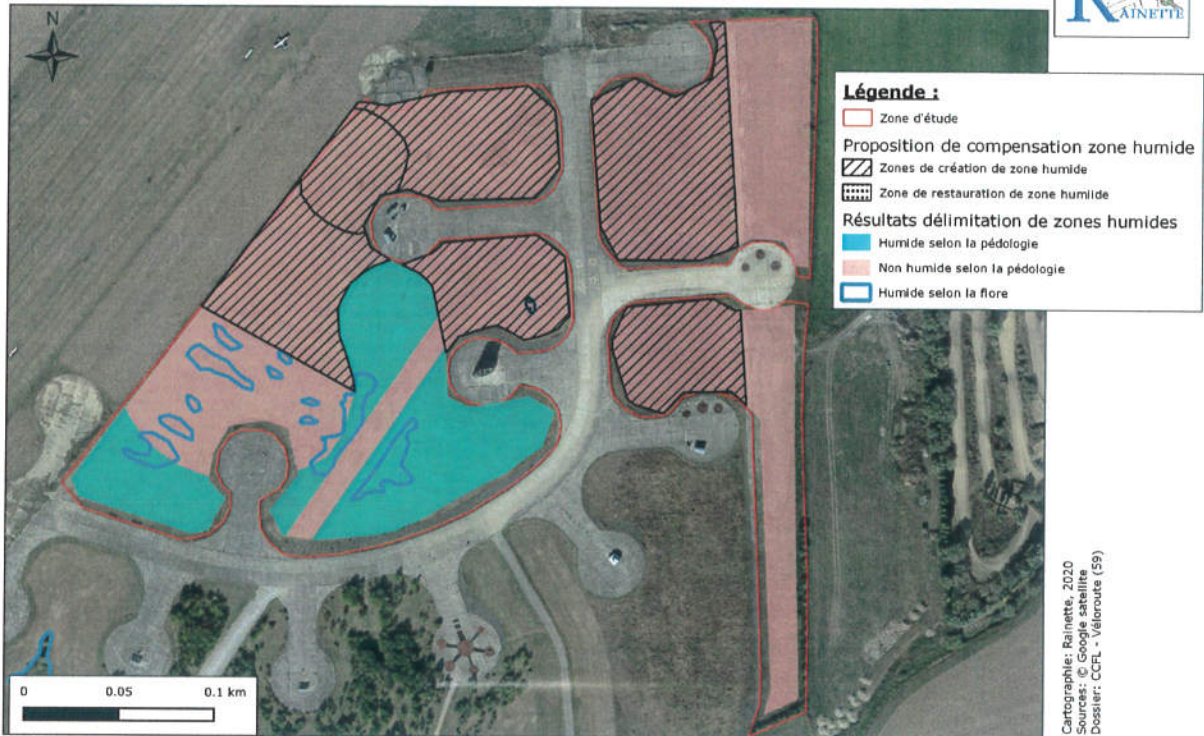 RAINETTE
N
Légende :
Zone d'étude
Proposition de compensation zone humide
Zones de création de zone humide
Zone de restauration de zone humiide
Résultats délimitation de zones humides
Humide selon la pédologie
Non humide selon la pédologie
Humide selon la flore
0 0.05 0.1 km
Cartographie: Rainette, 2020
Sources: © Google satellite
Dossier: CCFL - Véloroute (59)